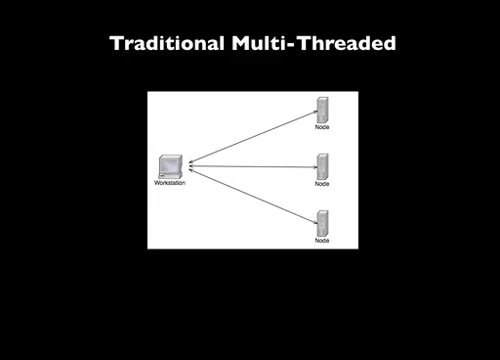 Traditional Multi-Threaded
Node
Workstation
Node
Node